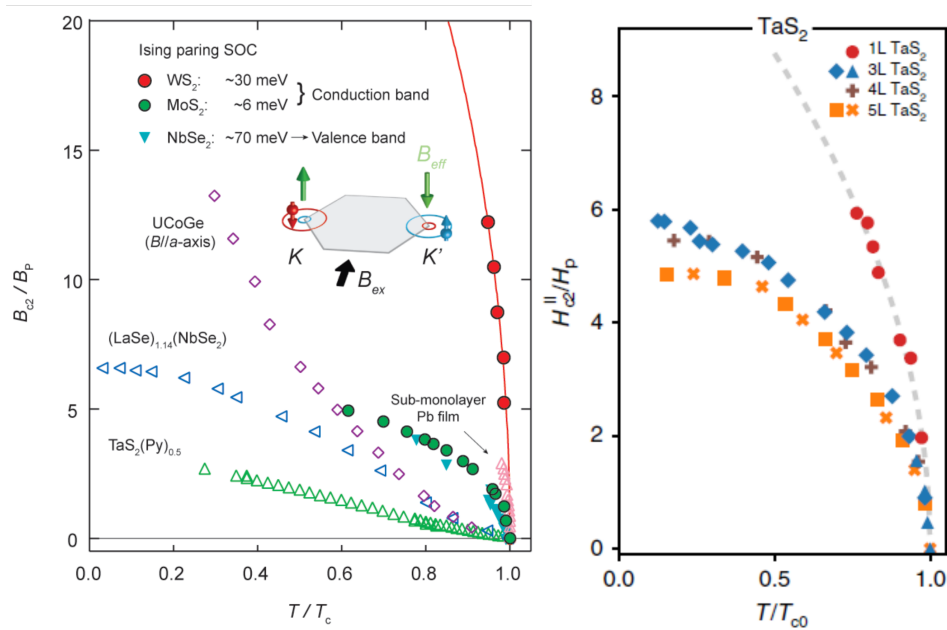 20
15
10
5
0
B_c2 / B_P
0.0
0.2
0.4
0.6
0.8
1.0
T / T_c
Ising paring SOC
WS₂: ~30 meV
MoS₂: ~6 meV
} Conduction band
NbSe₂: ~70 meV → Valence band
B_eff
UCoGe
(B//a-axis)
K
K'
B_ex
(LaSe)₁.₁₄(NbSe₂)
Sub-monolayer
Pb film
TaS₂(Py)₀.₅
TaS₂
1L TaS₂
3L TaS₂
4L TaS₂
5L TaS₂
8
6
4
2
0
H_c2^II/H_p
0.0
0.5
1.0
T/T_c0